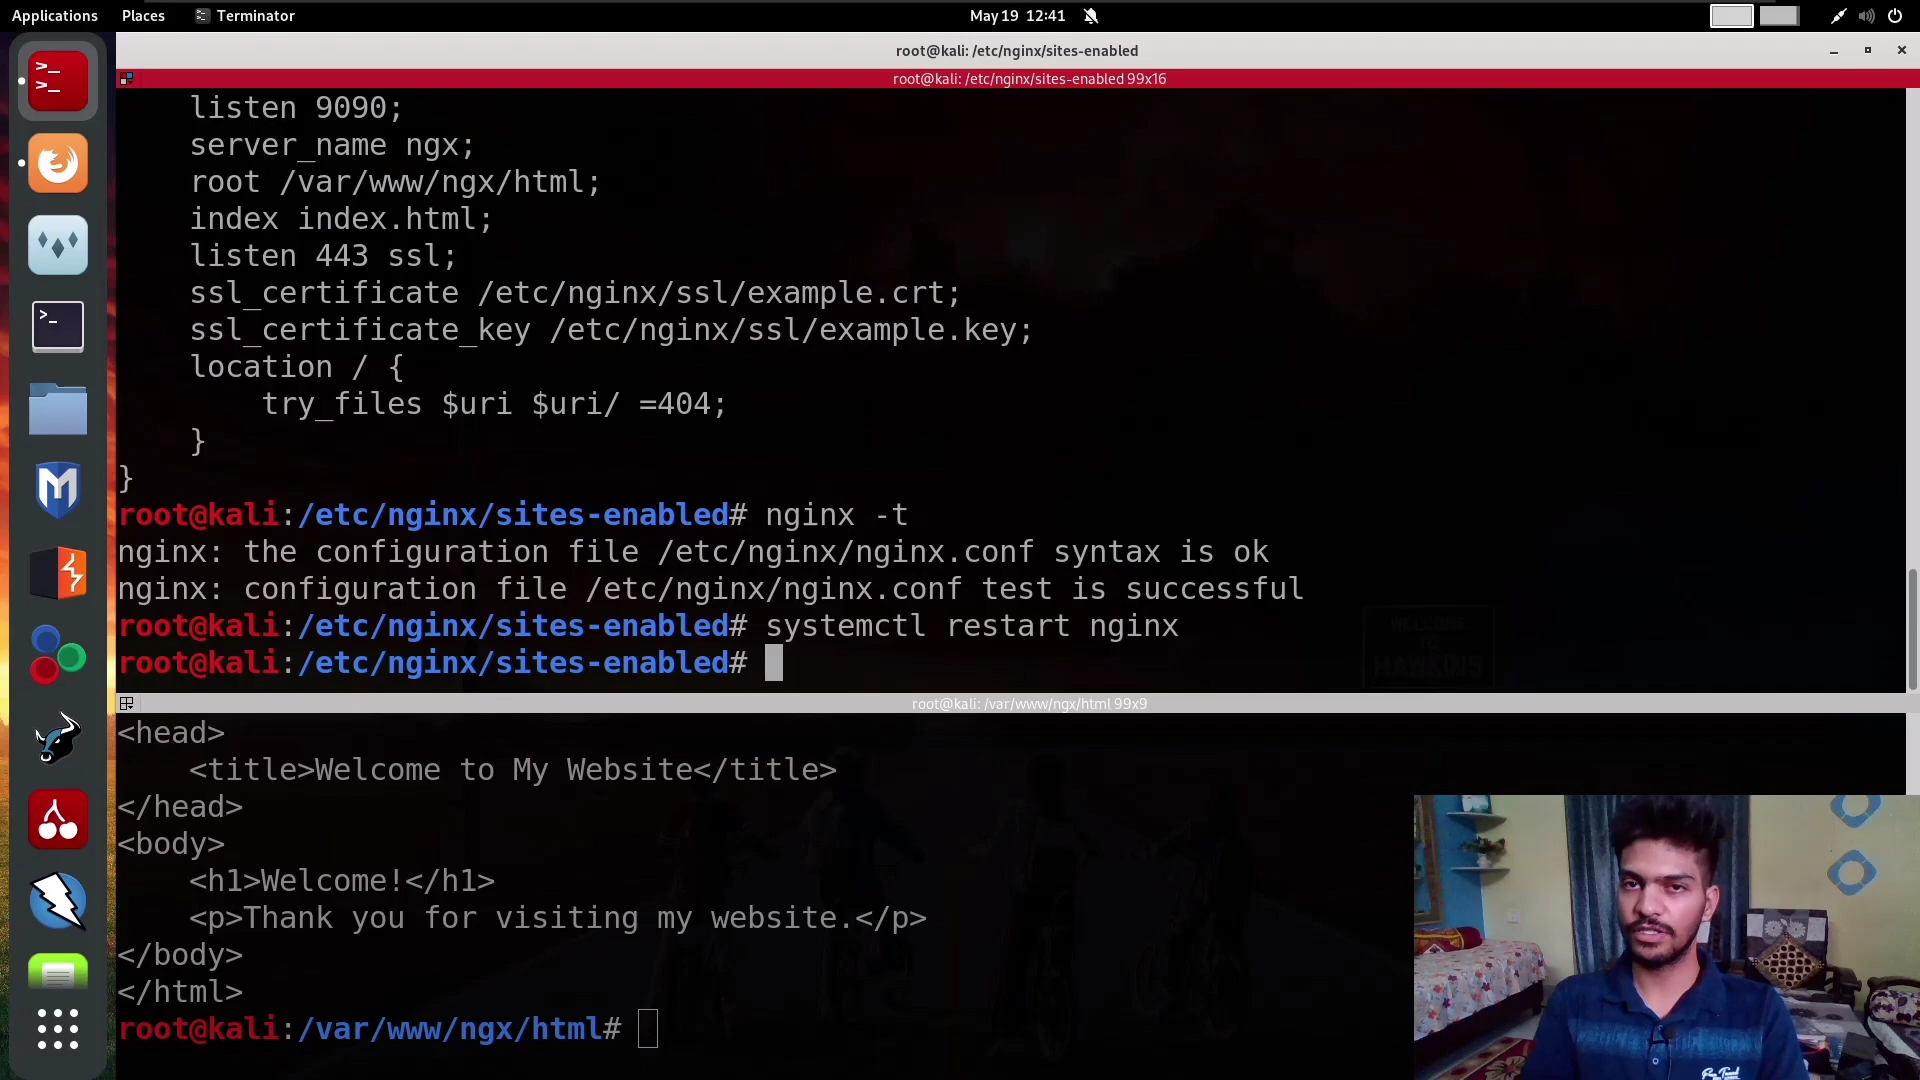 Applications Places Terminator May 19 12:41
root@kali: /etc/nginx/sites-enabled
root@kali: /etc/nginx/sites-enabled 99x16
listen 9090;
server_name ngx;
root /var/www/ngx/html;
index index.html;
listen 443 ssl;
ssl_certificate /etc/nginx/ssl/example.crt;
ssl_certificate_key /etc/nginx/ssl/example.key;
location / {
try_files $uri $uri/ =404;
}
}
root@kali:/etc/nginx/sites-enabled# nginx -t
nginx: the configuration file /etc/nginx/nginx.conf syntax is ok
nginx: configuration file /etc/nginx/nginx.conf test is successful
root@kali:/etc/nginx/sites-enabled# systemctl restart nginx
root@kali:/etc/nginx/sites-enabled#
WELCOME
TO
HAWKINS
root@kali: /var/www/ngx/html 99x9
<head>
<title>Welcome to My Website</title>
</head>
<body>
<h1>Welcome!</h1>
<p>Thank you for visiting my website.</p>
</body>
</html>
root@kali:/var/www/ngx/html#